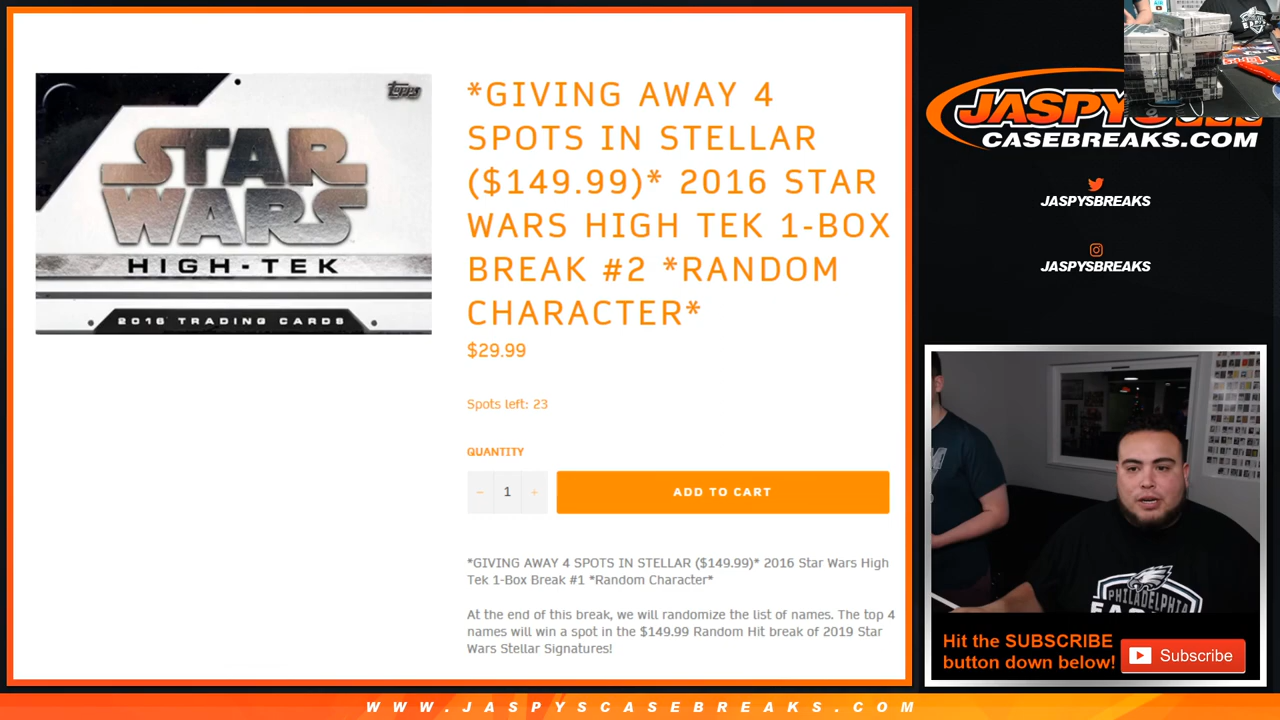 Topps
STAR
WARS
HIGH-TEK
2016 TRADING CARDS
*GIVING AWAY 4
SPOTS IN STELLAR
($149.99)* 2016 STAR
WARS HIGH TEK 1-BOX
BREAK #2 *RANDOM
CHARACTER*
$29.99
Spots left: 23
QUANTITY
− 1 +
ADD TO CART
*GIVING AWAY 4 SPOTS IN STELLAR ($149.99)* 2016 Star Wars High
Tek 1-Box Break #1 *Random Character*
At the end of this break, we will randomize the list of names. The top 4
names will win a spot in the $149.99 Random Hit break of 2019 Star
Wars Stellar Signatures!
CASEBREAKS.COM
JASPYSBREAKS
JASPYSBREAKS
PHILADELPHIA
Hit the SUBSCRIBE
button down below!
Subscribe
WWW.JASPYSCASEBREAKS.COM